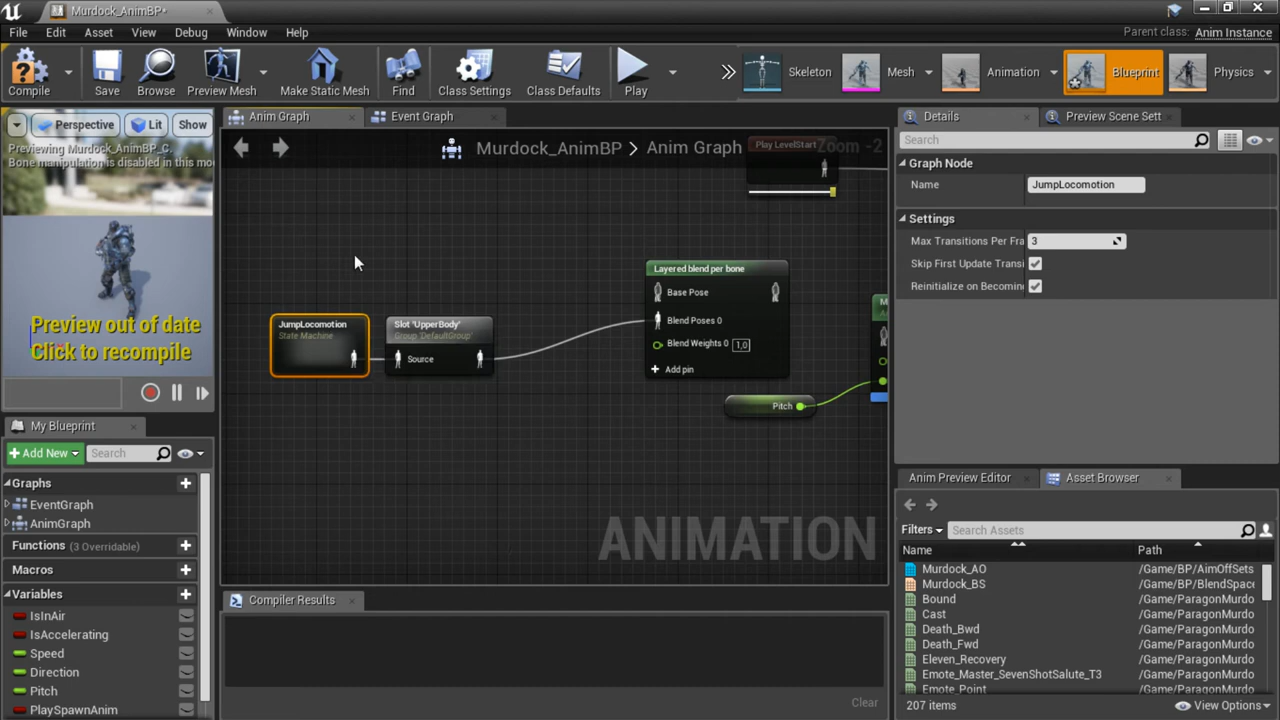 Murdock_AnimBP*
File Edit Asset View Debug Window Help
Parent class: Anim Instance
Compile Save Browse Preview Mesh Make Static Mesh Find Class Settings Class Defaults Play Skeleton Mesh Animation Blueprint Physics
Perspective Lit Show
Previewing Murdock_AnimBP_C.
Bone manipulation is disabled in this mo
Preview out of date
Click to recompile
Anim Graph Event Graph
Murdock_AnimBP > Anim Graph
Zoom -2
Play LevelStart
Layered blend per bone
Base Pose
Blend Poses 0
Blend Weights 0 1,0
Add pin
JumpLocomotion
State Machine
Slot 'UpperBody'
Group 'DefaultGroup'
Source
Pitch
ANIMATION
Compiler Results
Clear
My Blueprint
Add New Search
Graphs
EventGraph
AnimGraph
Functions (3 Overridable)
Macros
Variables
IsInAir
IsAccelerating
Speed
Direction
Pitch
PlaySpawnAnim
Details Preview Scene Sett
Search
Graph Node
Name JumpLocomotion
Settings
Max Transitions Per Fra 3
Skip First Update Transi
Reinitialize on Becomin
Anim Preview Editor Asset Browser
Filters Search Assets
Name Path
Murdock_AO /Game/BP/AimOffSets
Murdock_BS /Game/BP/BlendSpace
Bound /Game/ParagonMurdo
Cast /Game/ParagonMurdo
Death_Bwd /Game/ParagonMurdo
Death_Fwd /Game/ParagonMurdo
Eleven_Recovery /Game/ParagonMurdo
Emote_Master_SevenShotSalute_T3 /Game/ParagonMurdo
Emote_Point /Game/ParagonMurdo
207 items View Options